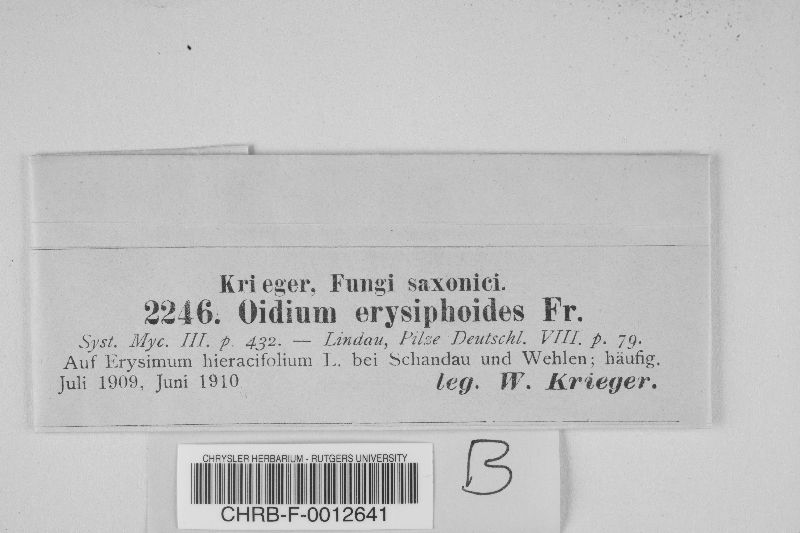 Krieger, Fungi saxonici.
2246. Oidium erysiphoides Fr.
Syst. Myc. III. p. 432. — Lindau, Pilze Deutschl. VIII. p. 79.
Auf Erysimum hieracifolium L. bei Schandau und Wehlen; häufig.
Juli 1909, Juni 1910 leg. W. Krieger.
CHRYSLER HERBARIUM - RUTGERS UNIVERSITY
CHRB-F-0012641
B